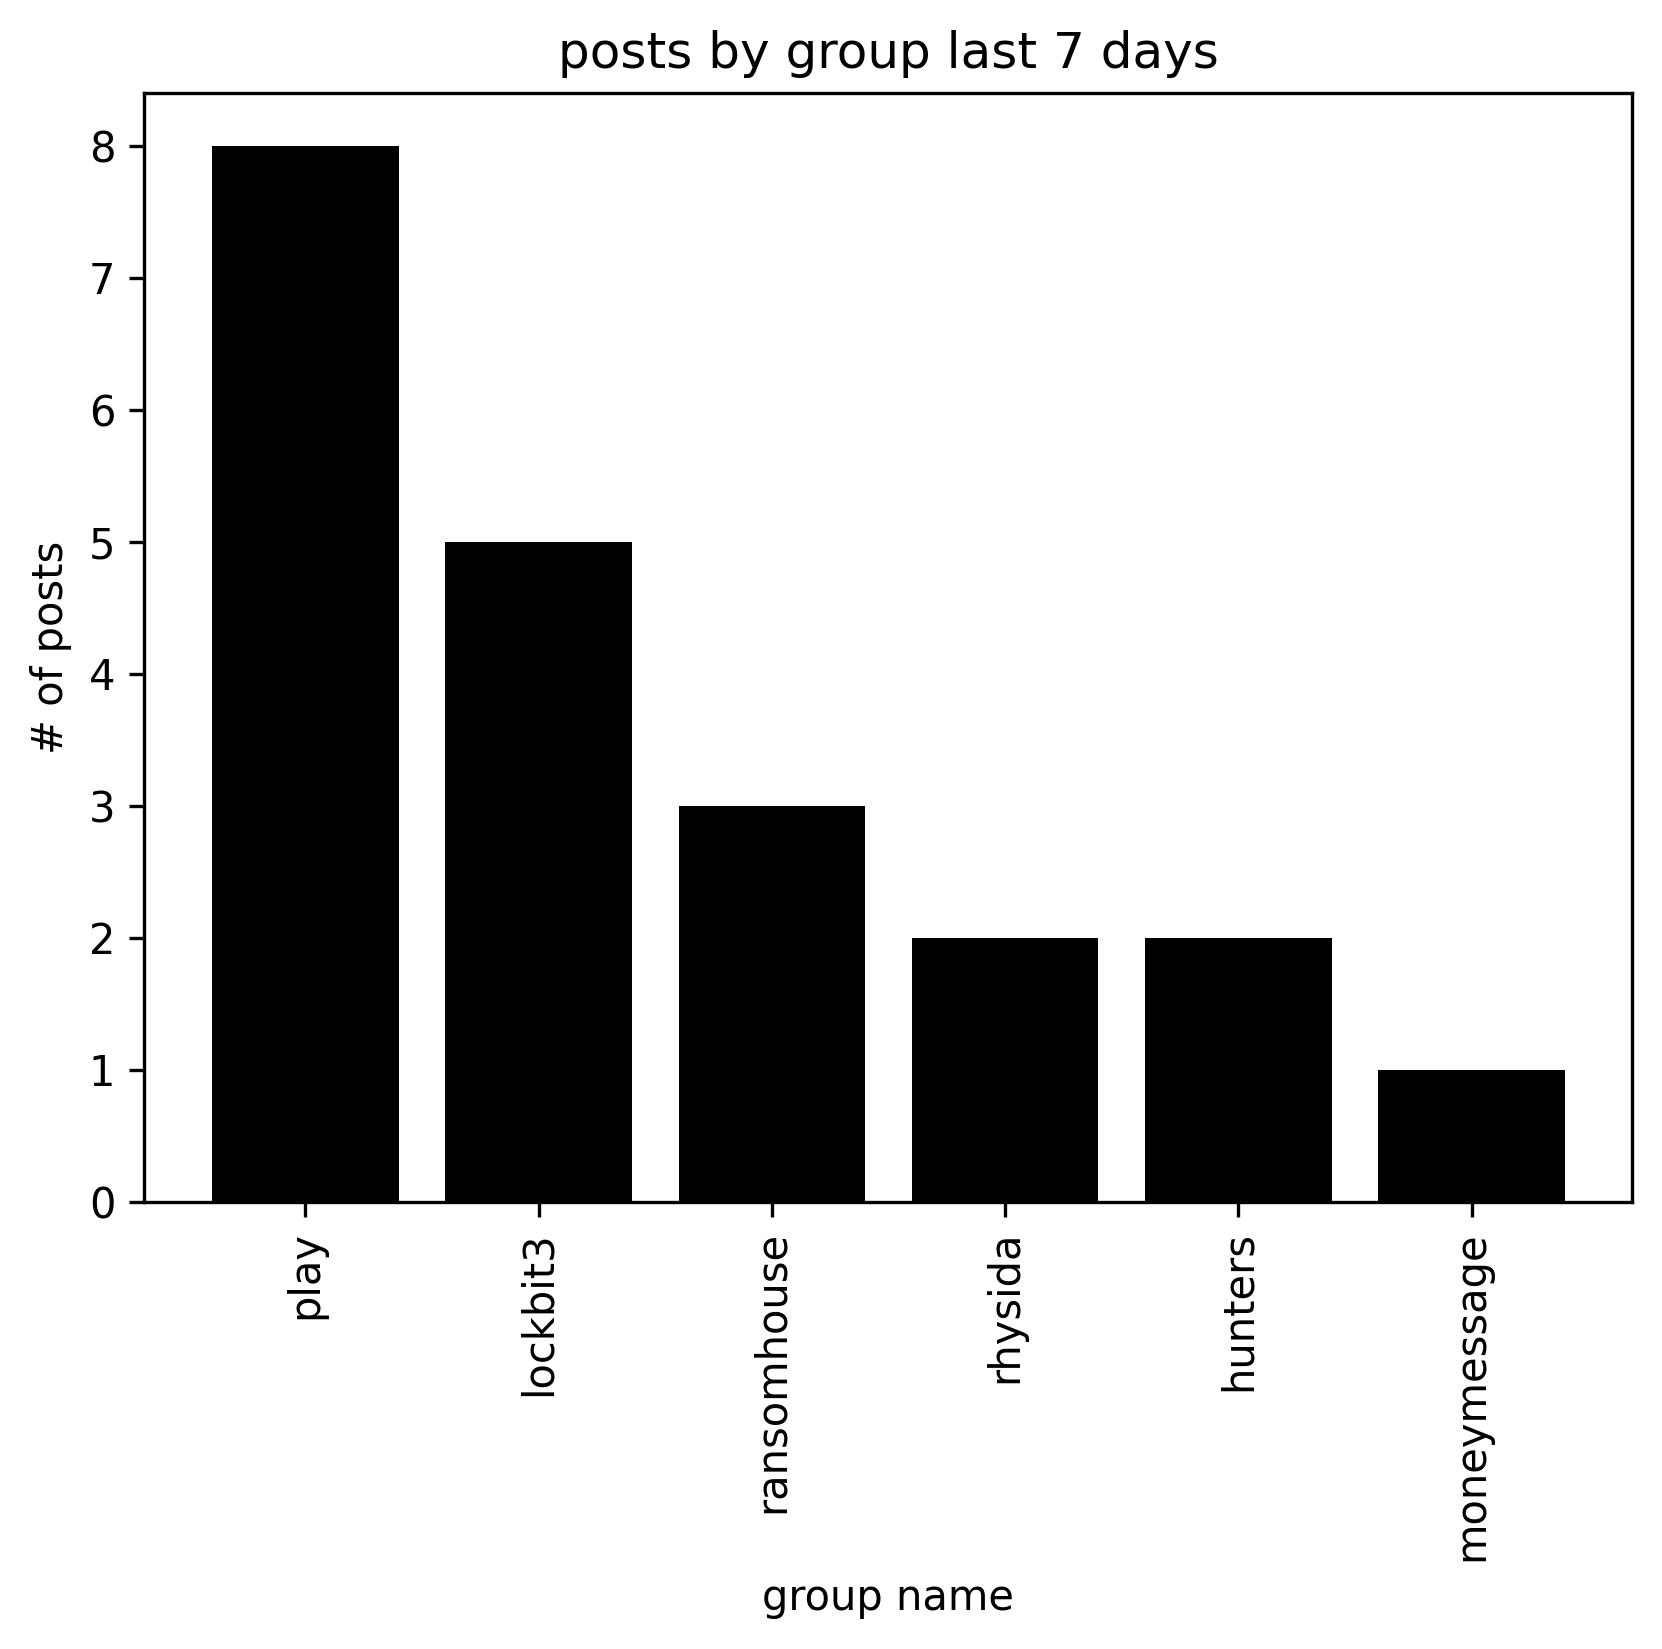 posts by group last 7 days
# of posts
8
7
6
5
4
3
2
1
0
play
lockbit3
ransomhouse
rhysida
hunters
moneymessage
group name